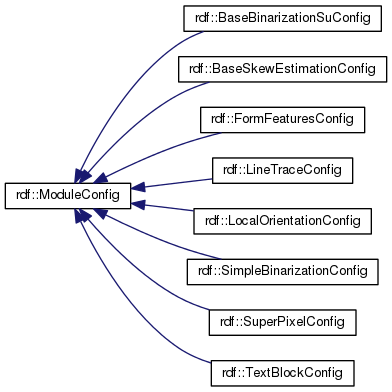 rdf::BaseBinarizationSuConfig
rdf::BaseSkewEstimationConfig
rdf::FormFeaturesConfig
rdf::LineTraceConfig
rdf::ModuleConfig
rdf::LocalOrientationConfig
rdf::SimpleBinarizationConfig
rdf::SuperPixelConfig
rdf::TextBlockConfig